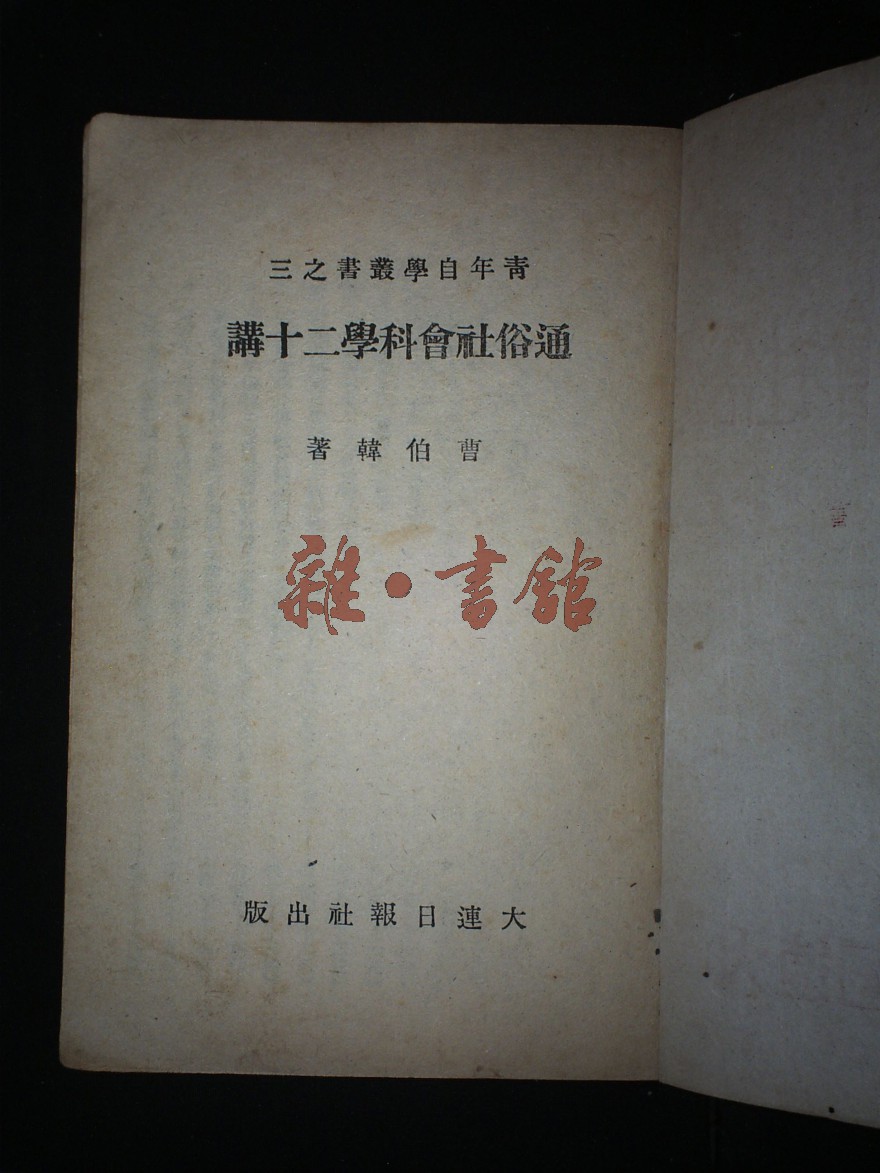 青年自學叢書之三
通俗社會科學二十講
曹伯韓著
雜·書館
大連日報社出版